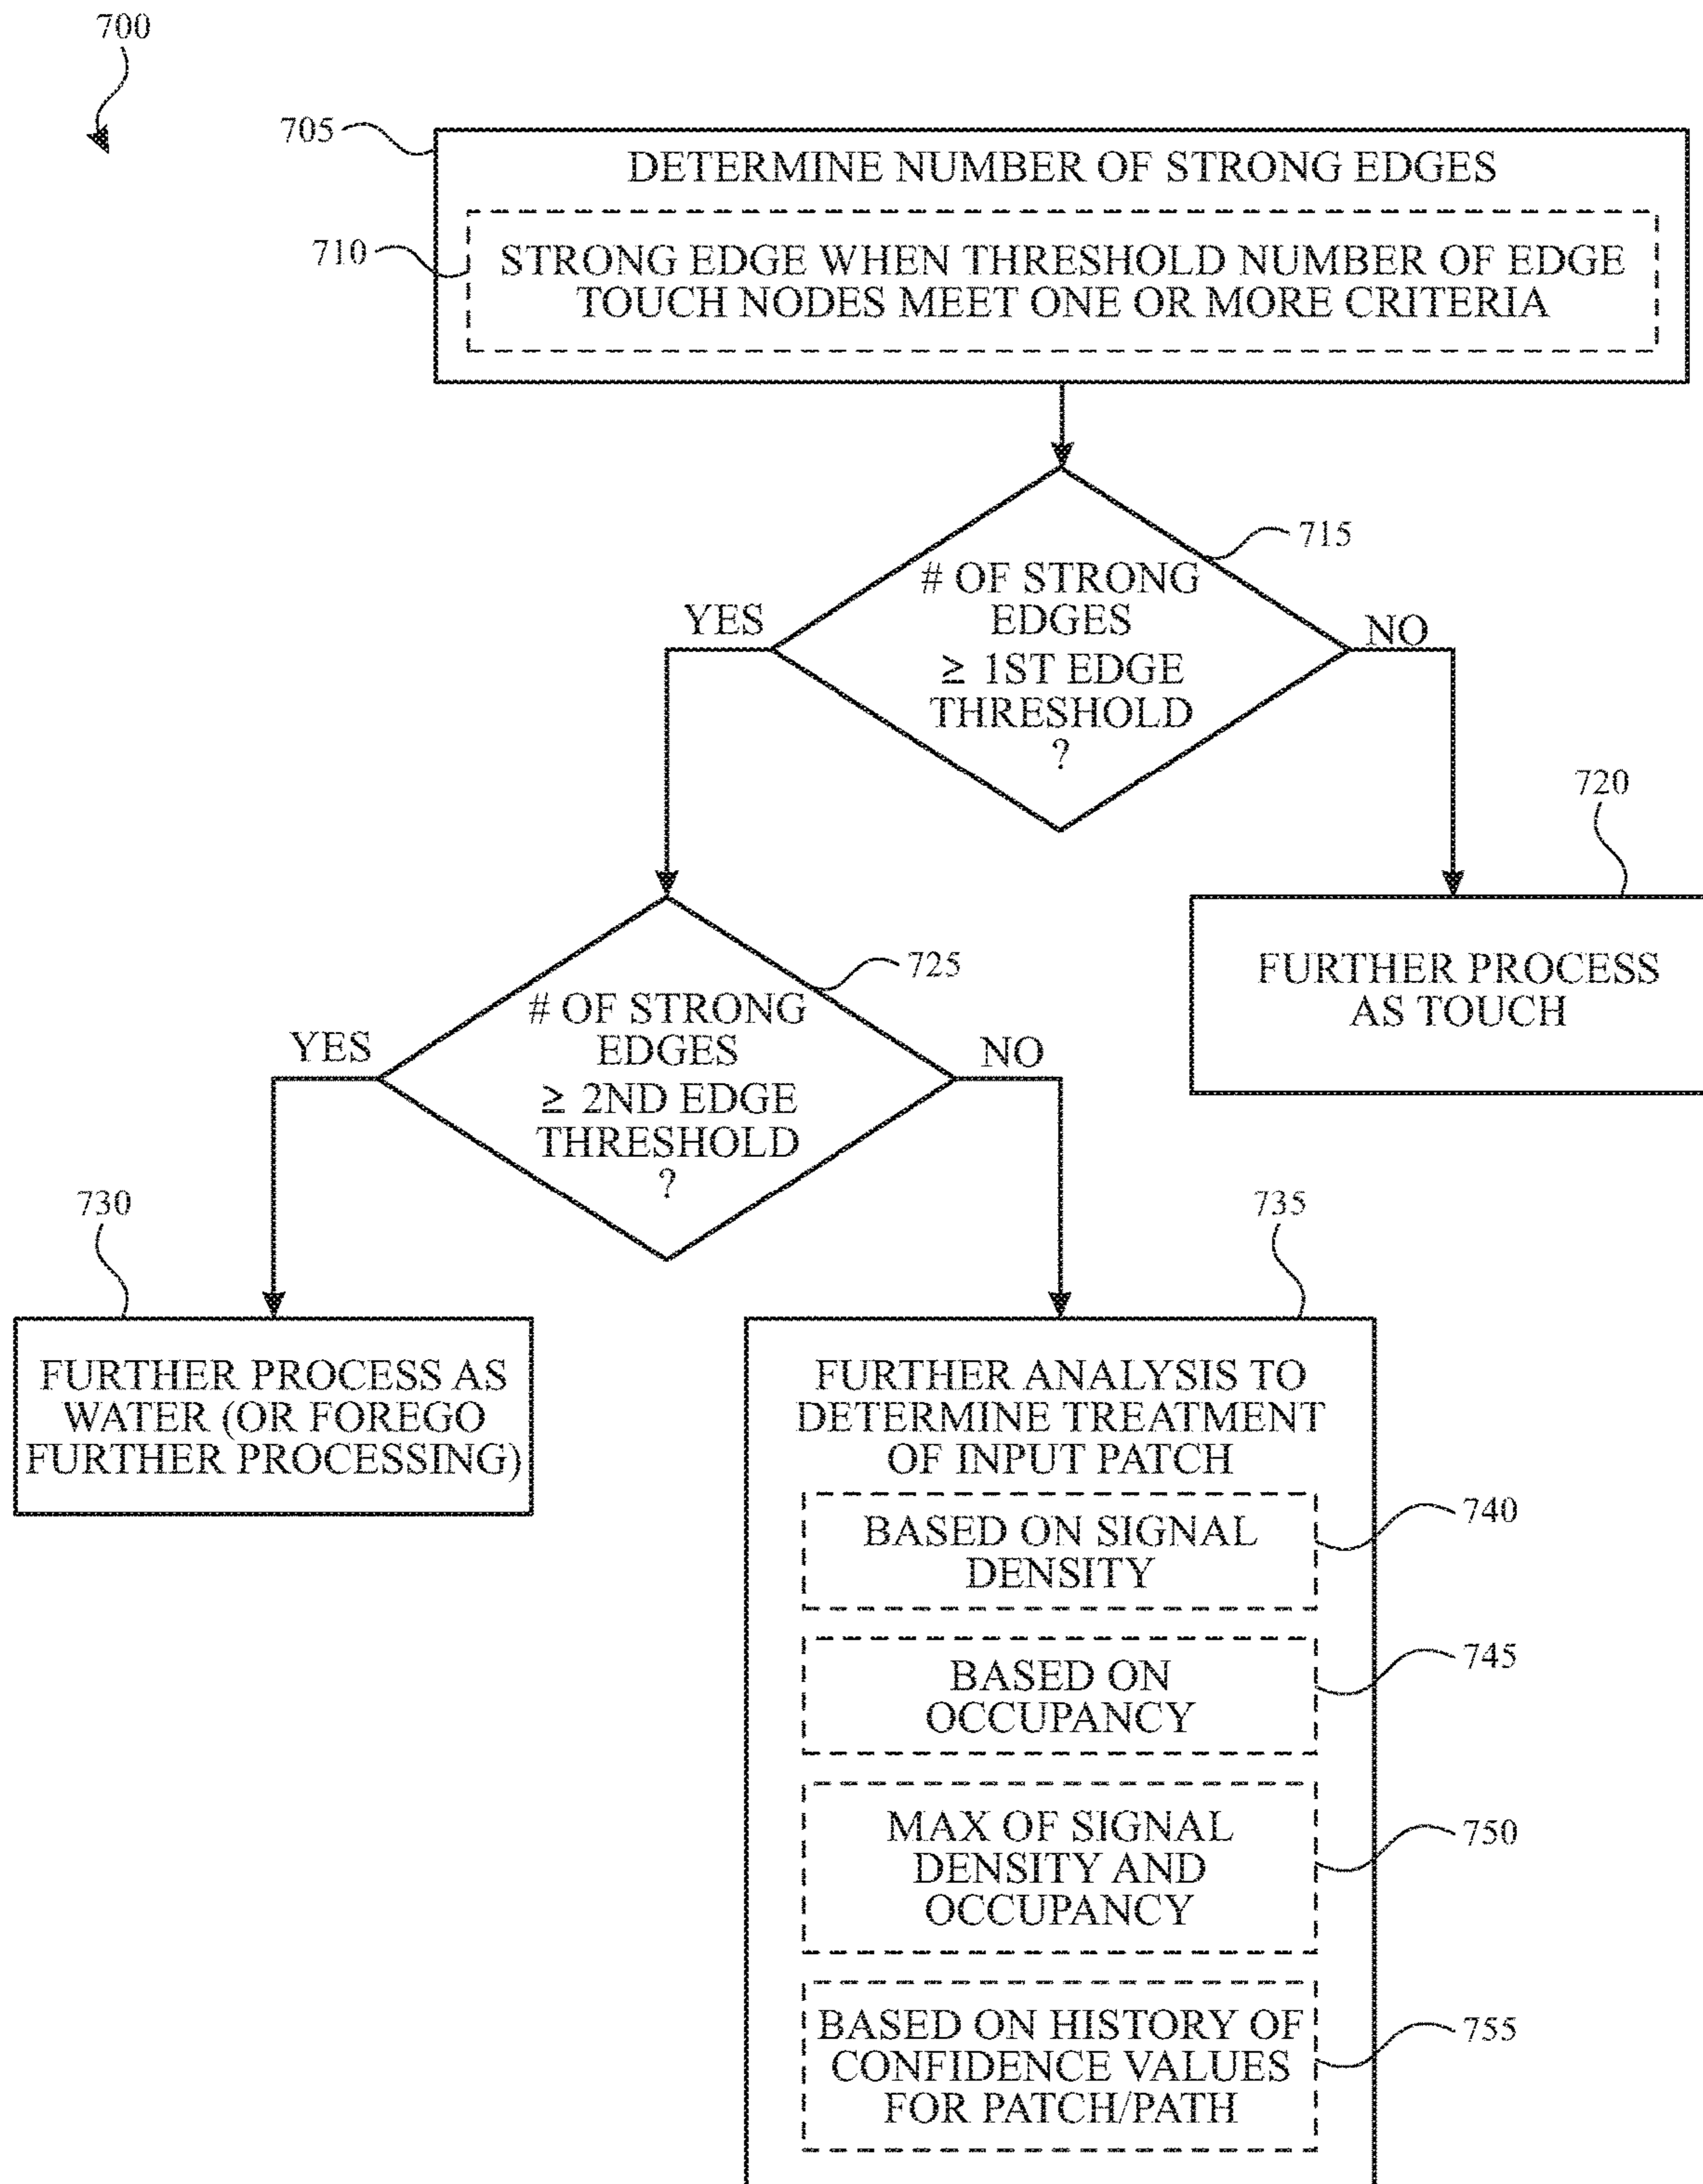 700
705
DETERMINE NUMBER OF STRONG EDGES
710
STRONG EDGE WHEN THRESHOLD NUMBER OF EDGE
TOUCH NODES MEET ONE OR MORE CRITERIA
715
# OF STRONG
EDGES
≥ 1ST EDGE
THRESHOLD
?
YES
NO
720
FURTHER PROCESS
AS TOUCH
725
# OF STRONG
EDGES
≥ 2ND EDGE
THRESHOLD
?
YES
NO
730
FURTHER PROCESS AS
WATER (OR FOREGO
FURTHER PROCESSING)
735
FURTHER ANALYSIS TO
DETERMINE TREATMENT
OF INPUT PATCH
740
BASED ON SIGNAL
DENSITY
745
BASED ON
OCCUPANCY
750
MAX OF SIGNAL
DENSITY AND
OCCUPANCY
755
BASED ON HISTORY OF
CONFIDENCE VALUES
FOR PATCH/PATH